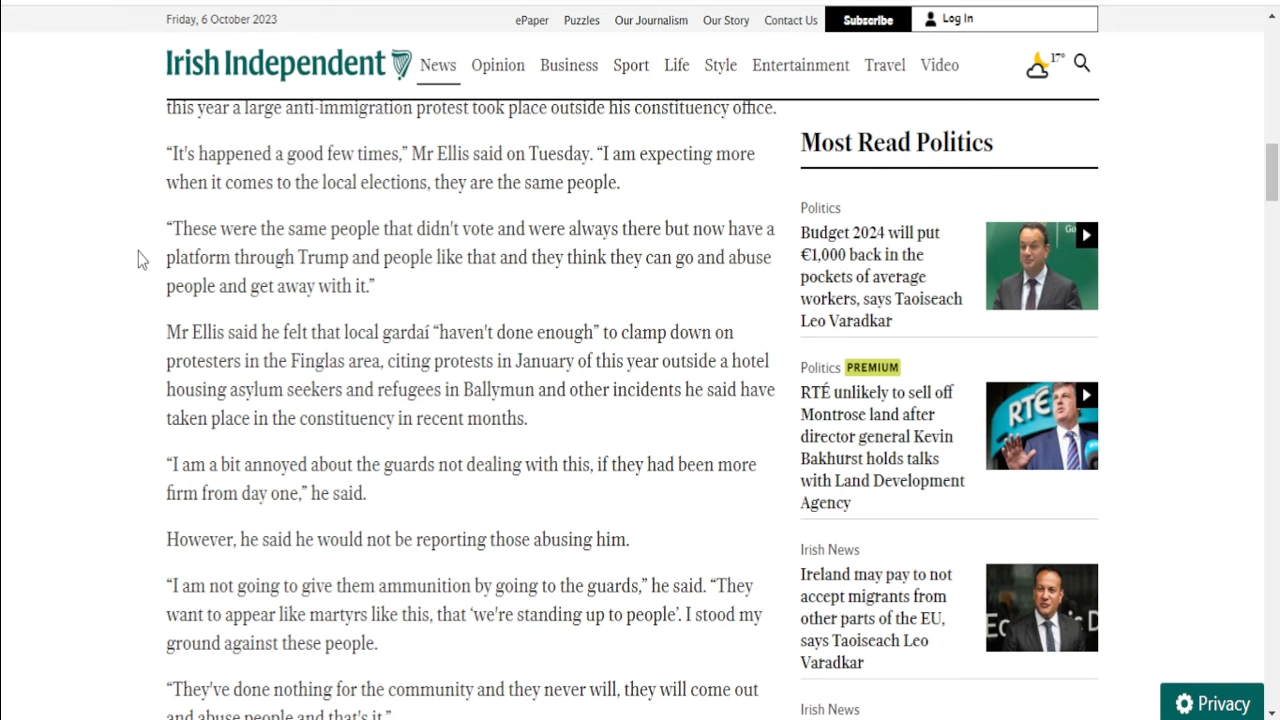 Friday, 6 October 2023
ePaper Puzzles Our Journalism Our Story Contact Us Subscribe Log In
Irish Independent News Opinion Business Sport Life Style Entertainment Travel Video 17°
this year a large anti-immigration protest took place outside his constituency office.
“It's happened a good few times,” Mr Ellis said on Tuesday. “I am expecting more
when it comes to the local elections, they are the same people.
“These were the same people that didn't vote and were always there but now have a
platform through Trump and people like that and they think they can go and abuse
people and get away with it.”
Mr Ellis said he felt that local gardaí “haven't done enough” to clamp down on
protesters in the Finglas area, citing protests in January of this year outside a hotel
housing asylum seekers and refugees in Ballymun and other incidents he said have
taken place in the constituency in recent months.
“I am a bit annoyed about the guards not dealing with this, if they had been more
firm from day one,” he said.
However, he said he would not be reporting those abusing him.
“I am not going to give them ammunition by going to the guards,” he said. “They
want to appear like martyrs like this, that ‘we're standing up to people’. I stood my
ground against these people.
“They've done nothing for the community and they never will, they will come out
and abuse people and that's it.”
Most Read Politics
Politics
Budget 2024 will put
€1,000 back in the
pockets of average
workers, says Taoiseach
Leo Varadkar
Politics PREMIUM
RTÉ unlikely to sell off
Montrose land after
director general Kevin
Bakhurst holds talks
with Land Development
Agency
RTÉ
Irish News
Ireland may pay to not
accept migrants from
other parts of the EU,
says Taoiseach Leo
Varadkar
Irish News
Privacy